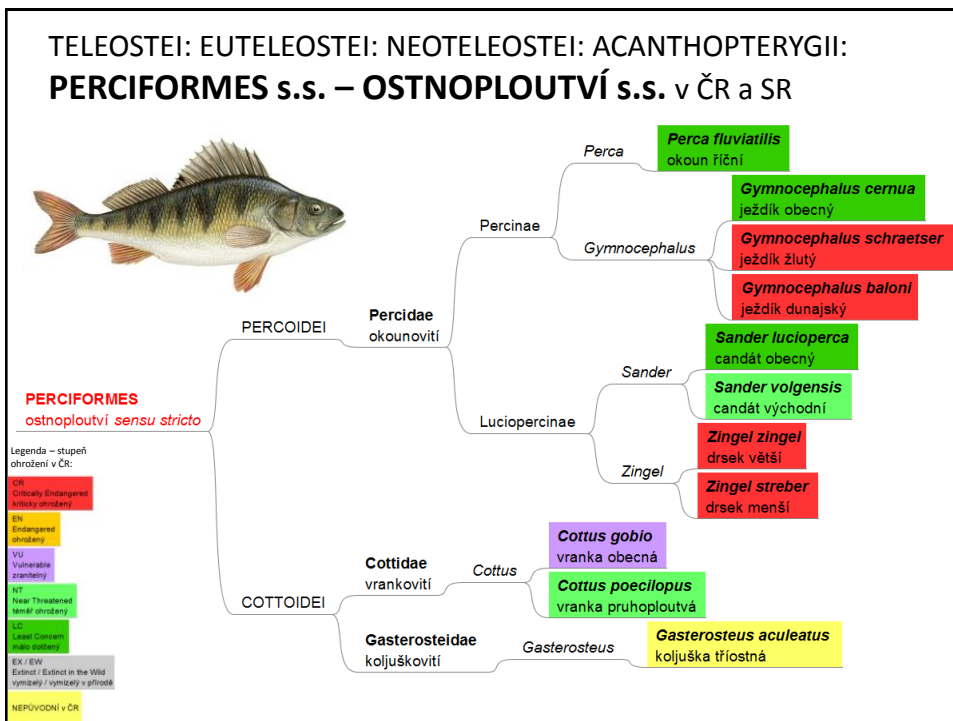 TELEOSTEI: EUTELEOSTEI: NEOTELEOSTEI: ACANTHOPTERYGII:
PERCIFORMES s.s. – OSTNOPLOUTVÍ s.s. v ČR a SR
PERCIFORMES
ostnoploutví sensu stricto
PERCOIDEI
Percidae
okounovití
Percinae
Perca
Perca fluviatilis
okoun říční
Gymnocephalus
Gymnocephalus cernua
ježdík obecný
Gymnocephalus schraetser
ježdík žlutý
Gymnocephalus baloni
ježdík dunajský
Luciopercinae
Sander
Sander lucioperca
candát obecný
Sander volgensis
candát východní
Zingel
Zingel zingel
drsek větší
Zingel streber
drsek menší
COTTOIDEI
Cottidae
vrankovití
Cottus
Cottus gobio
vranka obecná
Cottus poecilopus
vranka pruhoploutvá
Gasterosteidae
koljuškovití
Gasterosteus
Gasterosteus aculeatus
koljuška tříostná
Legenda – stupeň
ohrožení v ČR:
CR
Critically Endangered
kriticky ohrožený
EN
Endangered
ohrožený
VU
Vulnerable
zranitelný
NT
Near Threatened
téměř ohrožený
LC
Least Concern
málo dotčený
EX / EW
Extinct / Extinct in the Wild
vymizelý / vymizelý v přírodě
NEPŮVODNÍ v ČR